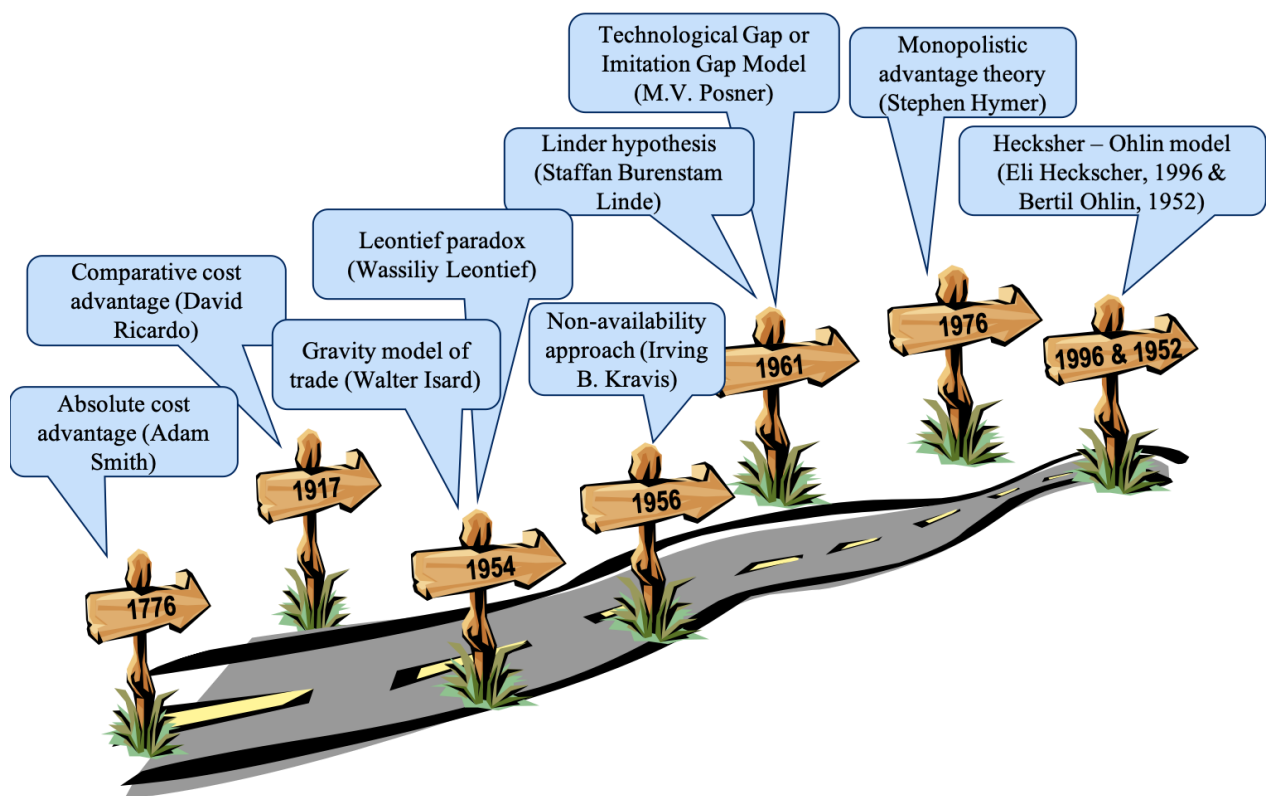 Technological Gap or
Imitation Gap Model
(M.V. Posner)
Monopolistic
advantage theory
(Stephen Hymer)
Linder hypothesis
(Staffan Burenstam
Linde)
Hecksher – Ohlin model
(Eli Heckscher, 1996 &
Bertil Ohlin, 1952)
Leontief paradox
(Wassiliy Leontief)
Comparative cost
advantage (David
Ricardo)
Gravity model of
trade (Walter Isard)
Non-availability
approach (Irving
B. Kravis)
Absolute cost
advantage (Adam
Smith)
1776
1917
1954
1956
1961
1976
1996 & 1952